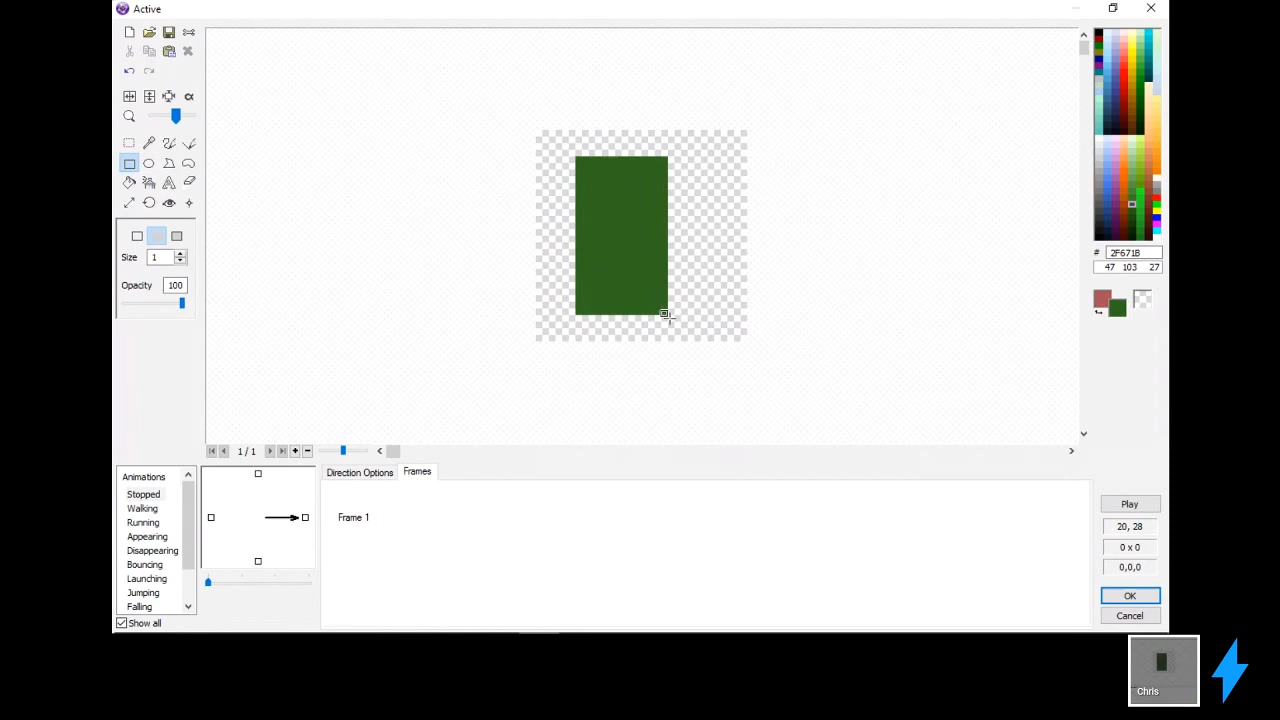 Active
α
Size 1
Opacity 100
# 2F671B
47 103 27
1 / 1
Animations
Stopped
Walking
Running
Appearing
Disappearing
Bouncing
Launching
Jumping
Falling
Show all
Direction Options Frames
Frame 1
Play
20, 28
0 x 0
0,0,0
OK
Cancel
Chris